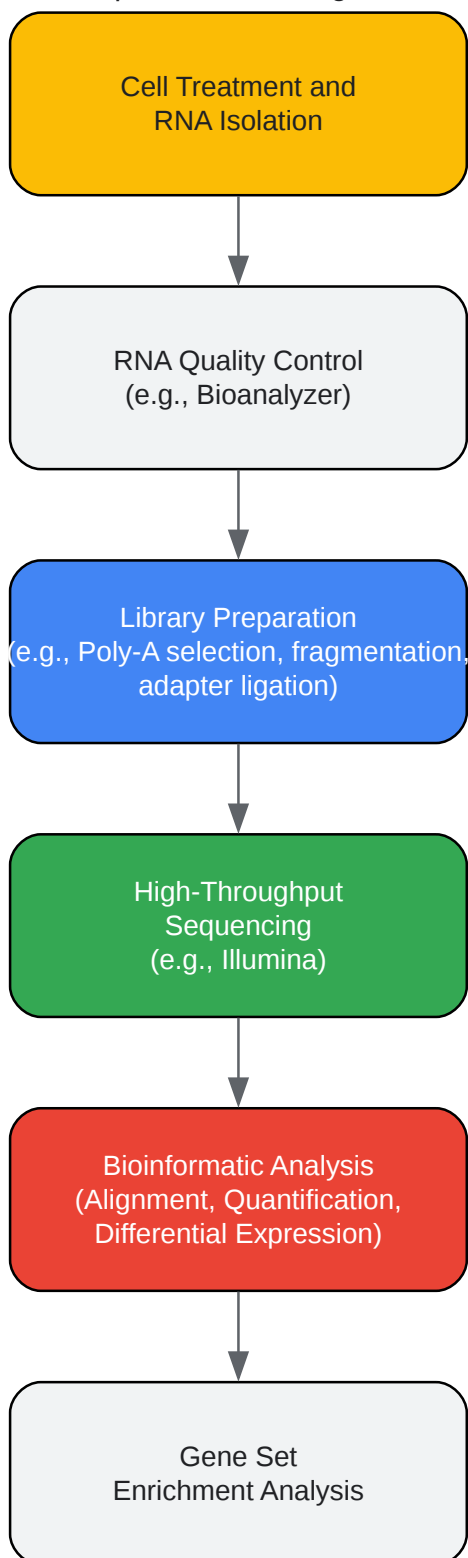 Cell Treatment and
RNA Isolation
RNA Quality Control
(e.g., Bioanalyzer)
Library Preparation
(e.g., Poly-A selection, fragmentation,
adapter ligation)
High-Throughput
Sequencing
(e.g., Illumina)
Bioinformatic Analysis
(Alignment, Quantification,
Differential Expression)
Gene Set
Enrichment Analysis